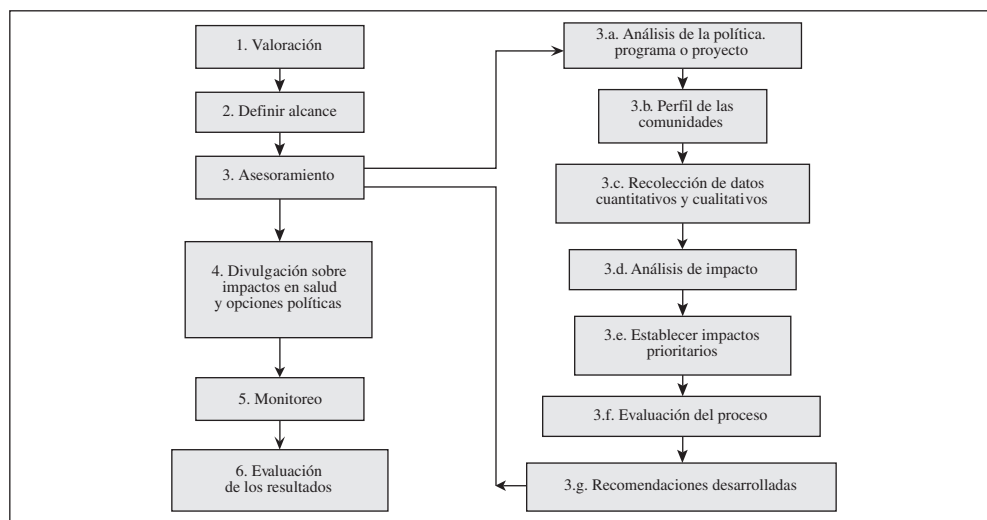 1. Valoración
2. Definir alcance
3. Asesoramiento
4. Divulgación sobre
impactos en salud
y opciones políticas
5. Monitoreo
6. Evaluación
de los resultados
3.a. Análisis de la política.
programa o proyecto
3.b. Perfil de las
comunidades
3.c. Recolección de datos
cuantitativos y cualitativos
3.d. Análisis de impacto
3.e. Establecer impactos
prioritarios
3.f. Evaluación del proceso
3.g. Recomendaciones desarrolladas